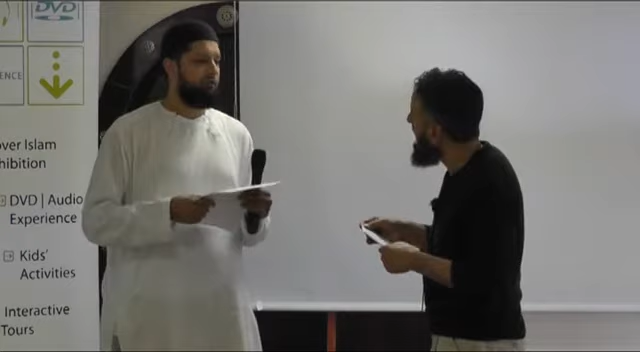 DVD
ENCE
over Islam
hibition
DVD | Audio
Experience
Kids'
Activities
Interactive
Tours